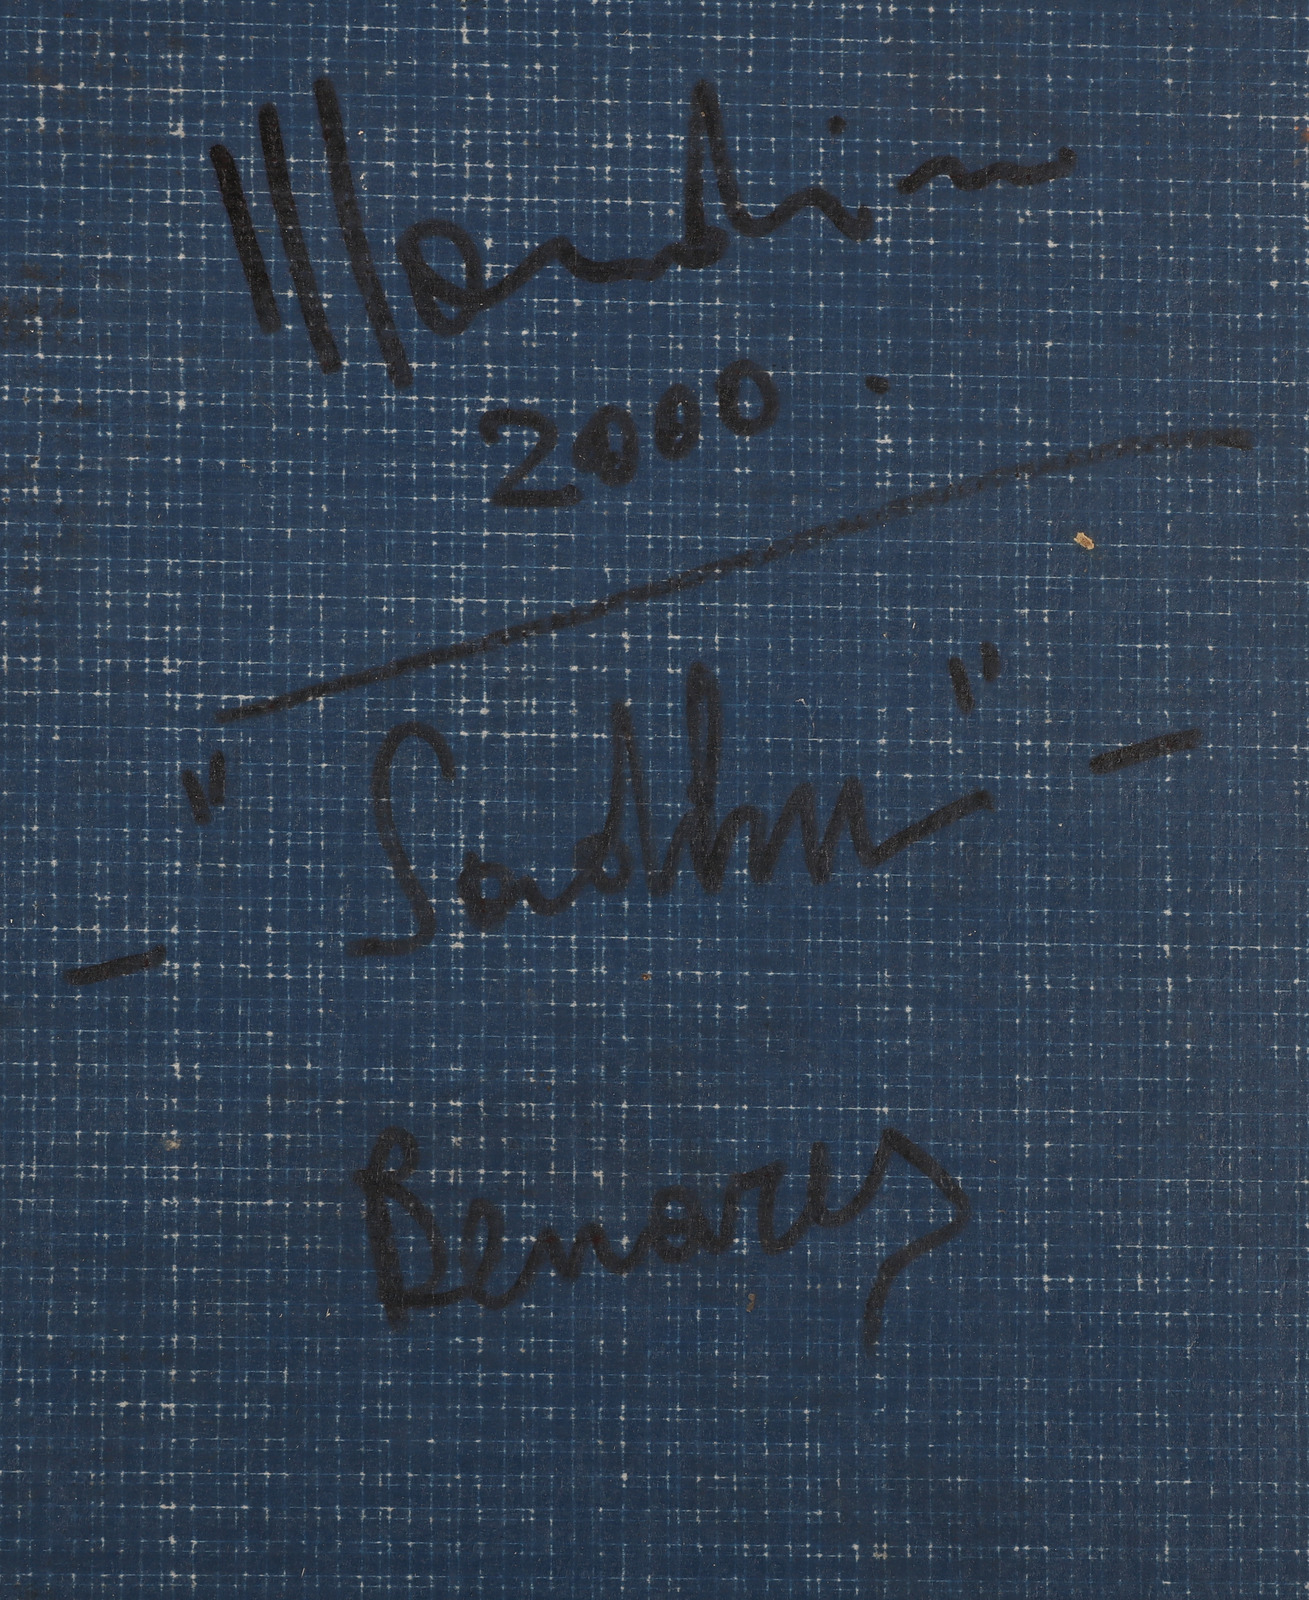 2000.
- "Sadhu" -
Benares